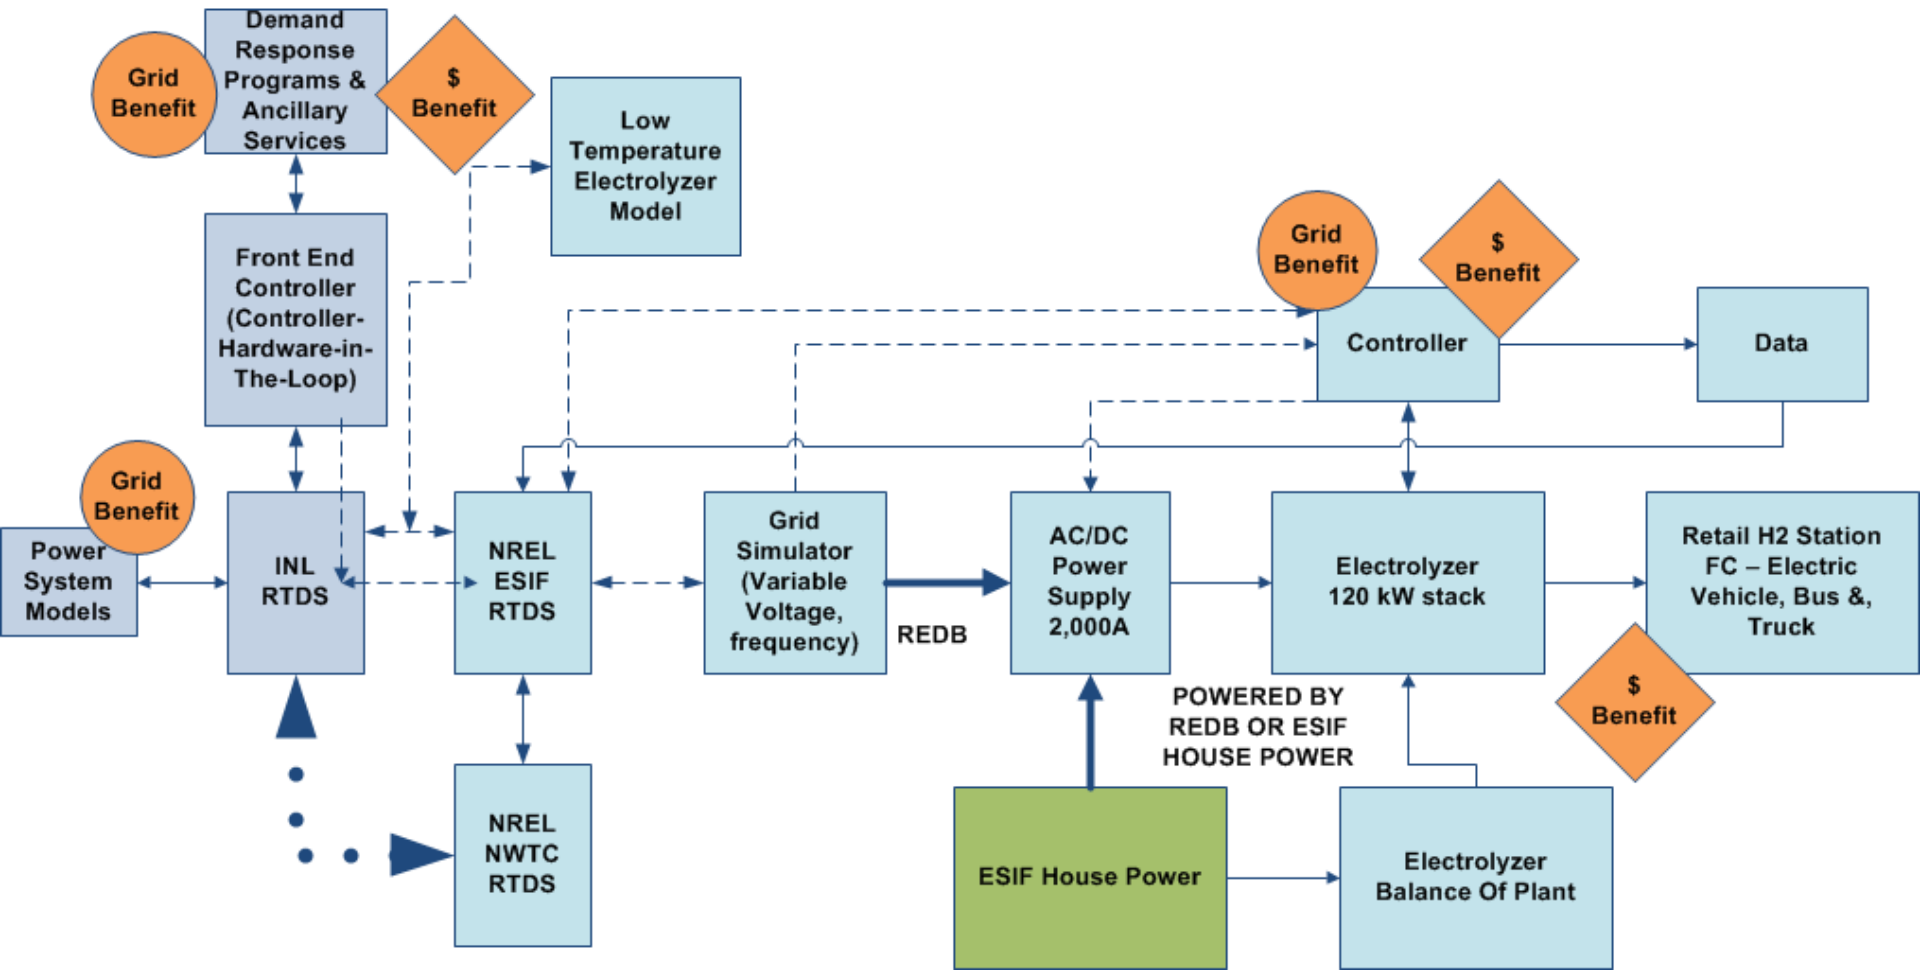 Demand
Response
Programs &
Ancillary
Services
Grid
Benefit
$
Benefit
Low
Temperature
Electrolyzer
Model
Front End
Controller
(Controller-
Hardware-in-
The-Loop)
Grid
Benefit
$
Benefit
Controller
Data
Grid
Benefit
Power
System
Models
INL
RTDS
NREL
ESIF
RTDS
Grid
Simulator
(Variable
Voltage,
frequency)
REDB
AC/DC
Power
Supply
2,000A
Electrolyzer
120 kW stack
Retail H2 Station
FC – Electric
Vehicle, Bus &,
Truck
$
Benefit
POWERED BY
REDB OR ESIF
HOUSE POWER
NREL
NWTC
RTDS
ESIF House Power
Electrolyzer
Balance Of Plant